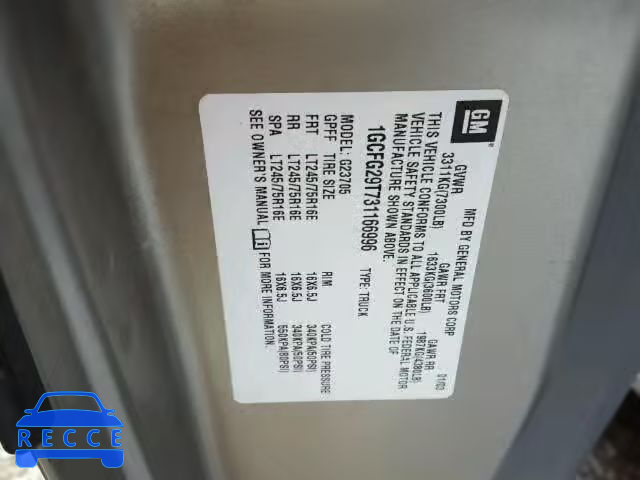 GM
MFD BY GENERAL MOTORS CORP
01/03
GVWR GAWR FRT GAWR RR
3311KG(7300LB) 1633KG(3600LB) 1987KG(4380LB)
THIS VEHICLE CONFORMS TO ALL APPLICABLE U.S. FEDERAL MOTOR
VEHICLE SAFETY STANDARDS IN EFFECT ON THE DATE OF
MANUFACTURE SHOWN ABOVE.
1GCFG29T731166996 TYPE: TRUCK
MODEL: G23705
GPFF TIRE SIZE RIM COLD TIRE PRESSURE
FRT LT245/75R16E 16X6.5J 340KPA(50PSI)
RR LT245/75R16E 16X6.5J 340KPA(50PSI)
SPA LT245/75R16E 16X6.5J 550KPA(80PSI)
SEE OWNER'S MANUAL FOR MORE INFORMATION.
GRECCE